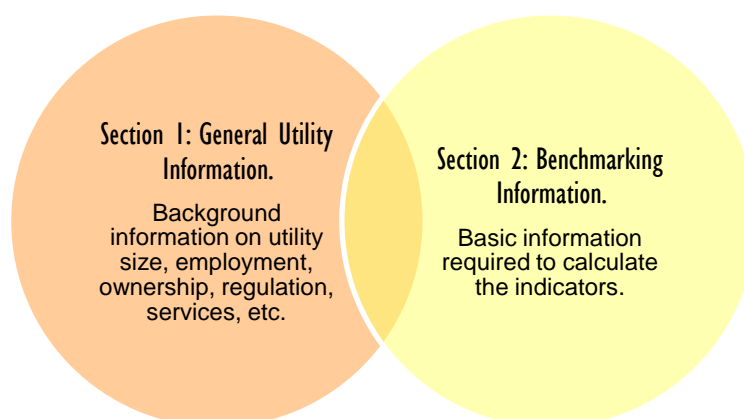 Section 1: General Utility
Information.
Background
information on utility
size, employment,
ownership, regulation,
services, etc.
Section 2: Benchmarking
Information.
Basic information
required to calculate
the indicators.